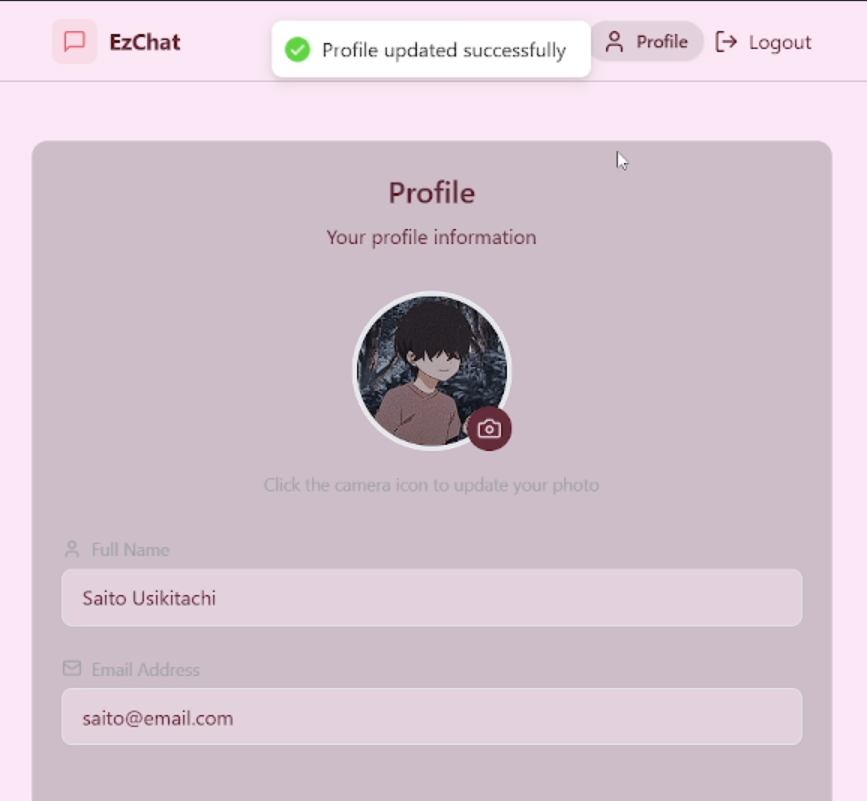 EzChat
Profile updated successfully
Profile
Logout
Profile
Your profile information
Click the camera icon to update your photo
Full Name
Saito Usikitachi
Email Address
saito@email.com